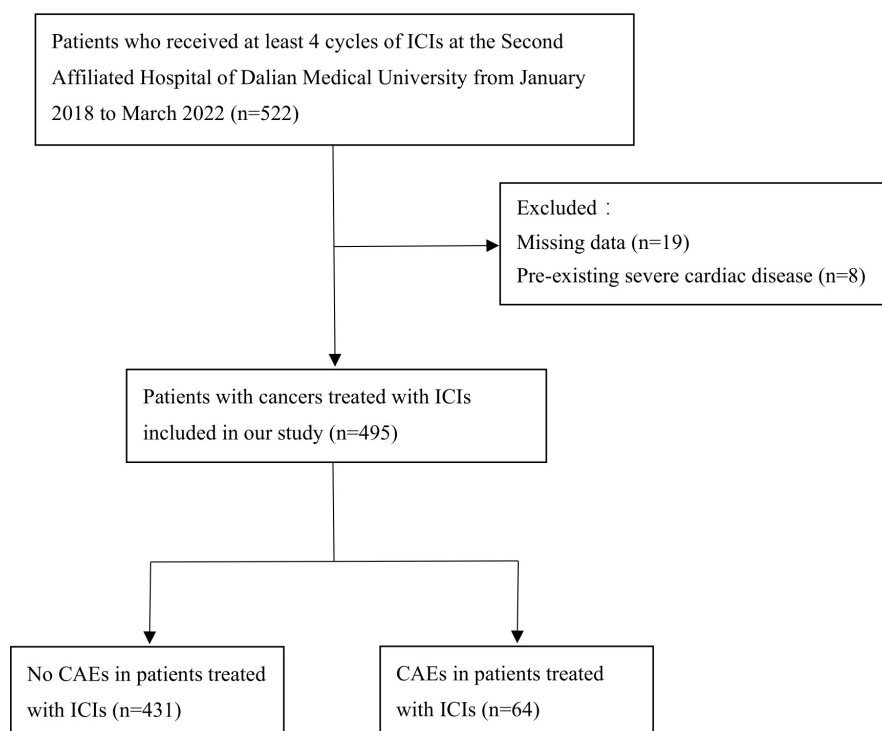 Patients who received at least 4 cycles of ICIs at the Second
Affiliated Hospital of Dalian Medical University from January
2018 to March 2022 (n=522)
Excluded：
Missing data (n=19)
Pre-existing severe cardiac disease (n=8)
Patients with cancers treated with ICIs
included in our study (n=495)
No CAEs in patients treated
with ICIs (n=431)
CAEs in patients treated
with ICIs (n=64)